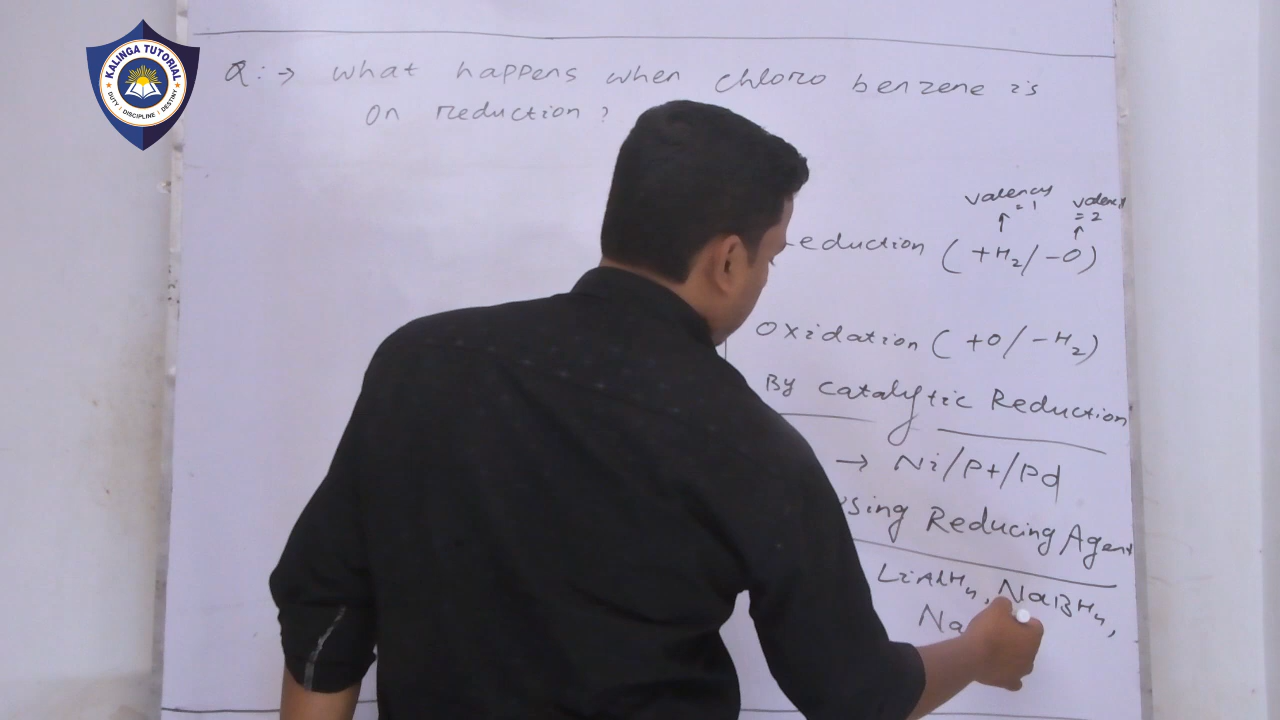 KALINGA TUTORIAL
DUTY | DISCIPLINE | DESTINY
Q :→ what happens when chloro benzene is
on reduction ?
valency
= 1
valency
= 2
eduction ( +H2/ -O)
Oxidation ( +O/ -H2)
By Catalytic Reduction
→ Ni/Pt/Pd
sing Reducing Agent
LiAlH4, NaBH4,
Na